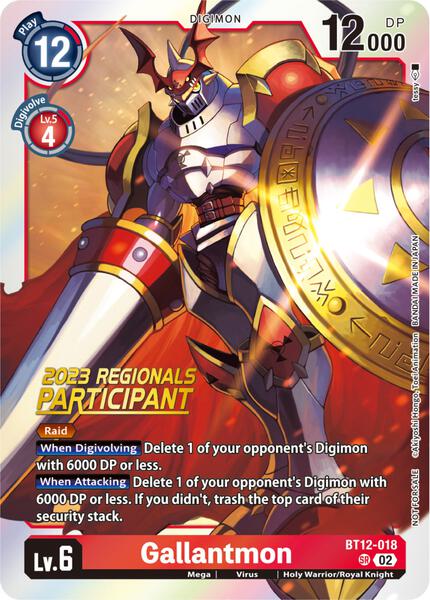 DIGIMON
Play
12
Digivolve
Lv.5
4
DP
12000
tessy
2023 REGIONALS
PARTICIPANT
Raid
When Digivolving Delete 1 of your opponent's Digimon
with 6000 DP or less.
When Attacking Delete 1 of your opponent's Digimon with
6000 DP or less. If you didn't, trash the top card of their
security stack.
NOT FOR SALE
©Akiyoshi Hongo, Toei Animation
BANDAI MADE IN JAPAN
BT12-018
Lv.6
Gallantmon
SR 02
Mega | Virus | Holy Warrior/Royal Knight